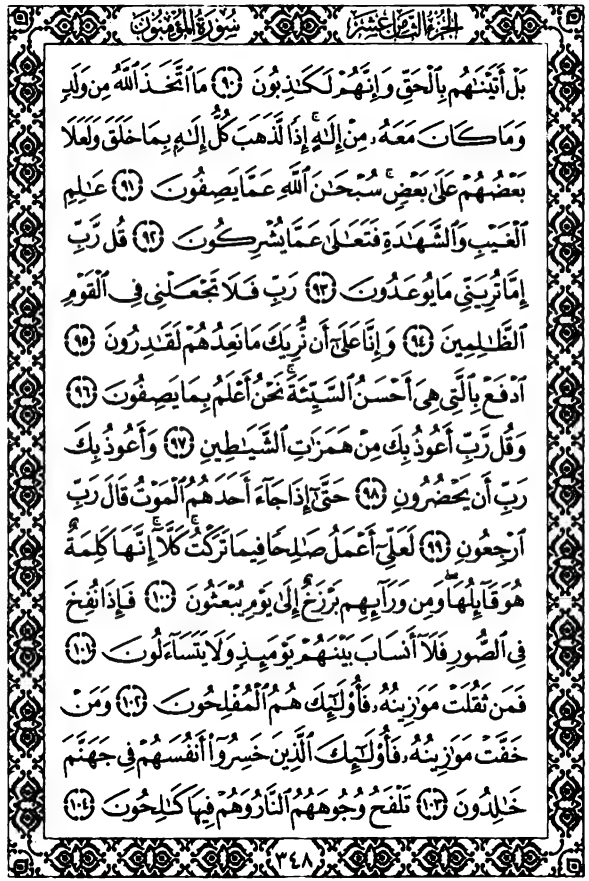 الجزء الثامن عشر
سورة المؤمنون
بَلْ أَتَيْنَٰهُم بِٱلْحَقِّ وَإِنَّهُمْ لَكَٰذِبُونَ ۝٩٠ مَا ٱتَّخَذَ ٱللَّهُ مِن وَلَدٍ
وَمَا كَانَ مَعَهُۥ مِنْ إِلَٰهٍ ۚ إِذًا لَّذَهَبَ كُلُّ إِلَٰهٍۭ بِمَا خَلَقَ وَلَعَلَا
بَعْضُهُمْ عَلَىٰ بَعْضٍ ۚ سُبْحَٰنَ ٱللَّهِ عَمَّا يَصِفُونَ ۝٩١ عَٰلِمِ
ٱلْغَيْبِ وَٱلشَّهَٰدَةِ فَتَعَٰلَىٰ عَمَّا يُشْرِكُونَ ۝٩٢ قُل رَّبِّ
إِمَّا تُرِيَنِّي مَا يُوعَدُونَ ۝٩٣ رَبِّ فَلَا تَجْعَلْنِي فِي ٱلْقَوْمِ
ٱلظَّٰلِمِينَ ۝٩٤ وَإِنَّا عَلَىٰٓ أَن نُّرِيَكَ مَا نَعِدُهُمْ لَقَٰدِرُونَ ۝٩٥
ٱدْفَعْ بِٱلَّتِي هِيَ أَحْسَنُ ٱلسَّيِّئَةَ ۚ نَحْنُ أَعْلَمُ بِمَا يَصِفُونَ ۝٩٦
وَقُل رَّبِّ أَعُوذُ بِكَ مِنْ هَمَزَٰتِ ٱلشَّيَٰطِينِ ۝٩٧ وَأَعُوذُ بِكَ
رَبِّ أَن يَحْضُرُونِ ۝٩٨ حَتَّىٰٓ إِذَا جَآءَ أَحَدَهُمُ ٱلْمَوْتُ قَالَ رَبِّ
ٱرْجِعُونِ ۝٩٩ لَعَلِّيٓ أَعْمَلُ صَٰلِحًا فِيمَا تَرَكْتُ ۚ كَلَّآ ۚ إِنَّهَا كَلِمَةٌ
هُوَ قَآئِلُهَا ۖ وَمِن وَرَآئِهِم بَرْزَخٌ إِلَىٰ يَوْمِ يُبْعَثُونَ ۝١٠٠ فَإِذَا نُفِخَ
فِي ٱلصُّورِ فَلَآ أَنسَابَ بَيْنَهُمْ يَوْمَئِذٍ وَلَا يَتَسَآءَلُونَ ۝١٠١
فَمَن ثَقُلَتْ مَوَٰزِينُهُۥ فَأُو۟لَٰٓئِكَ هُمُ ٱلْمُفْلِحُونَ ۝١٠٢ وَمَنْ
خَفَّتْ مَوَٰزِينُهُۥ فَأُو۟لَٰٓئِكَ ٱلَّذِينَ خَسِرُوٓا۟ أَنفُسَهُمْ فِي جَهَنَّمَ
خَٰلِدُونَ ۝١٠٣ تَلْفَحُ وُجُوهَهُمُ ٱلنَّارُ وَهُمْ فِيهَا كَٰلِحُونَ ۝١٠٤
٣٤٨